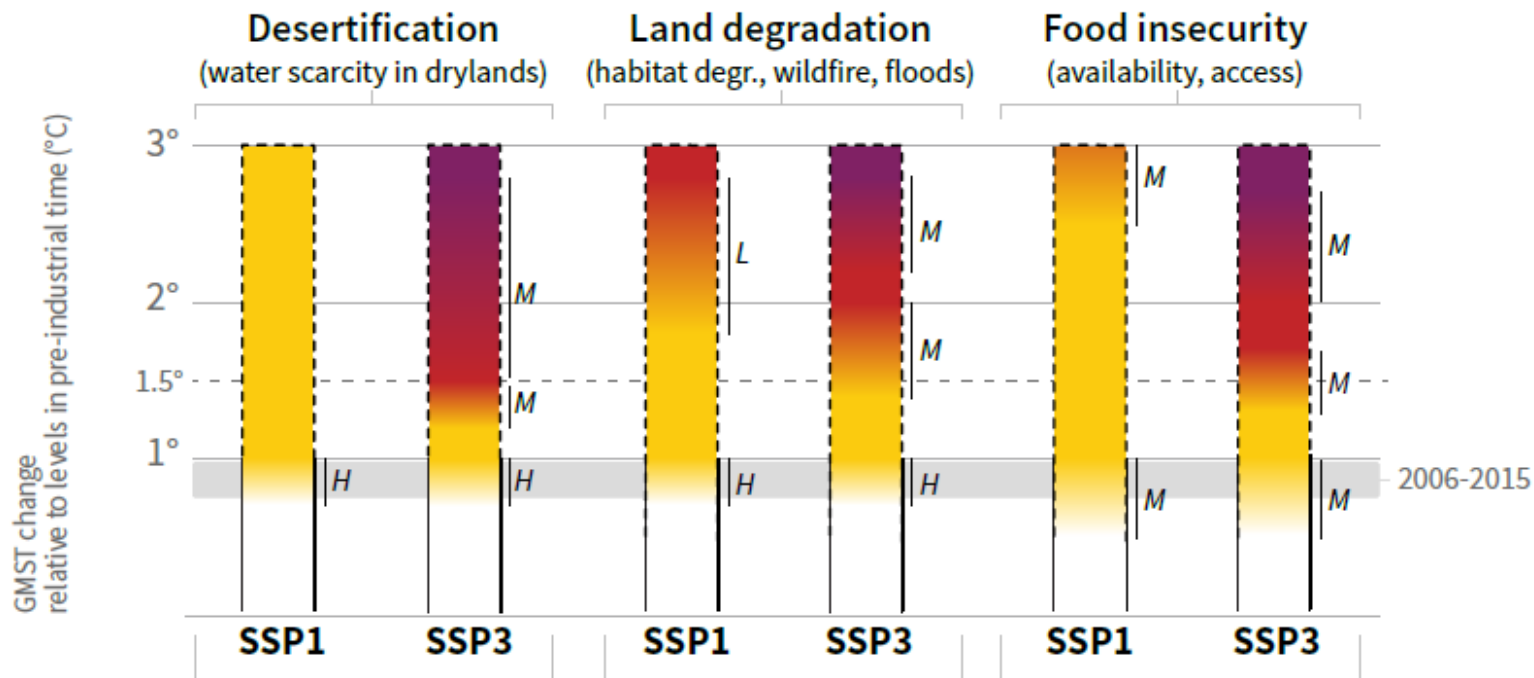 Desertification
(water scarcity in drylands)
Land degradation
(habitat degr., wildfire, floods)
Food insecurity
(availability, access)
GMST change
relative to levels in pre-industrial time (°C)
3°
2°
1.5°
1°
H
M
M
H
L
H
M
M
H
M
M
M
M
M
2006-2015
SSP1
SSP3
SSP1
SSP3
SSP1
SSP3